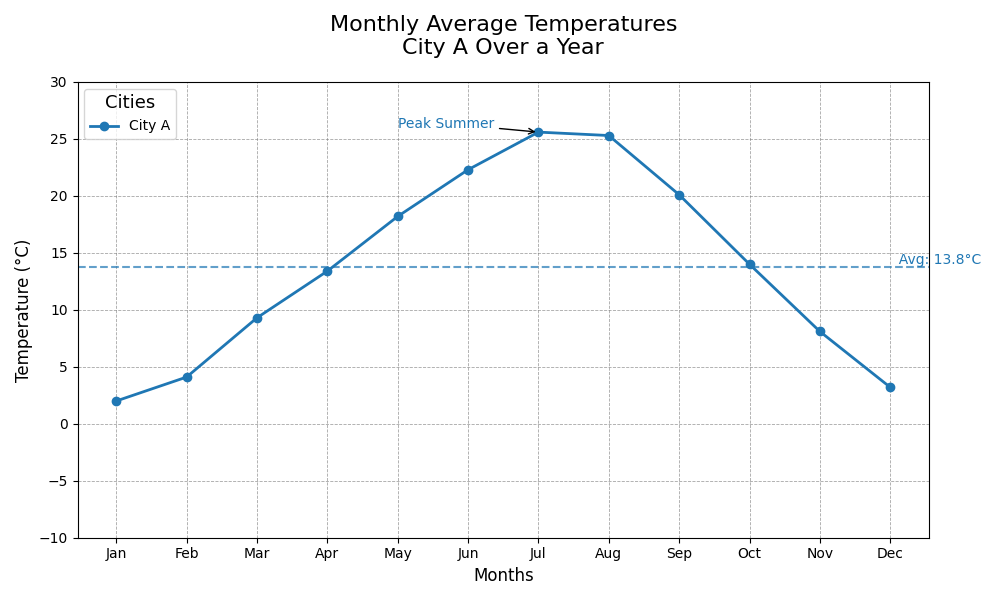 Monthly Average Temperatures
City A Over a Year
Cities
City A
Peak Summer
Avg: 13.8°C
Temperature (°C)
30
25
20
15
10
5
0
−5
−10
Jan Feb Mar Apr May Jun Jul Aug Sep Oct Nov Dec
Months